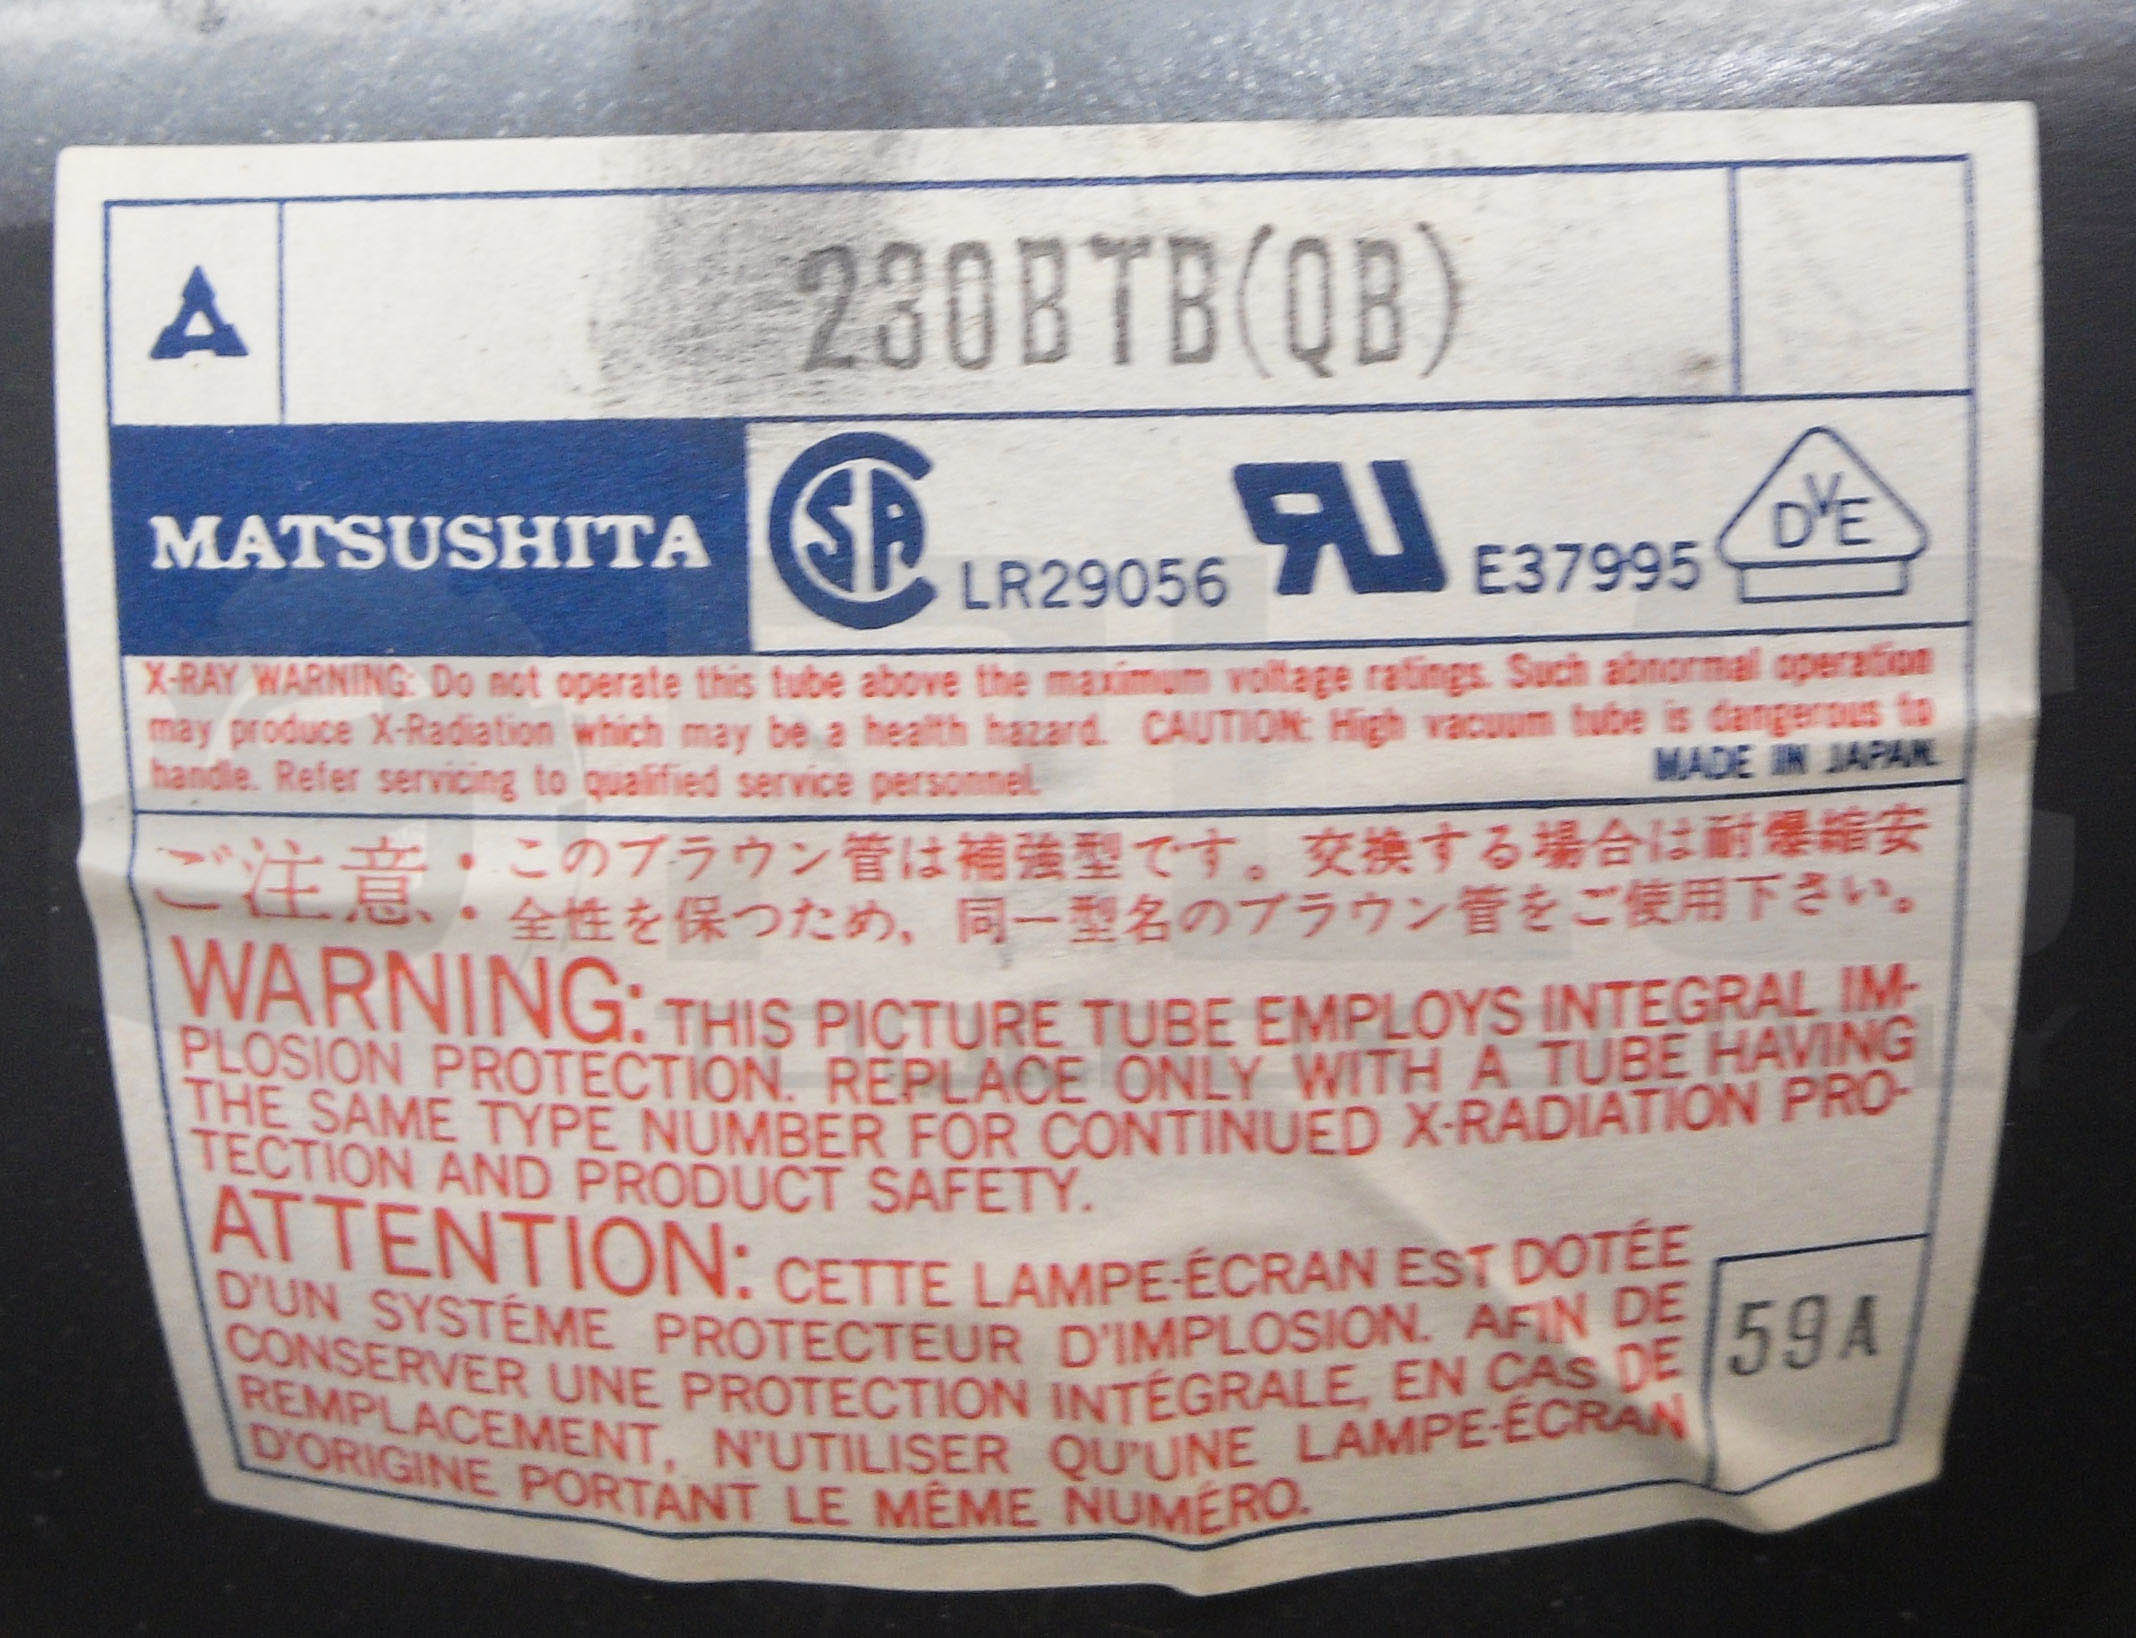 230BTB(QB)
MATSUSHITA
CSA LR29056 RU E37995 DVE
X-RAY WARNING: Do not operate this tube above the maximum voltage ratings. Such abnormal operation
may produce X-Radiation which may be a health hazard. CAUTION: High vacuum tube is dangerous to
handle. Refer servicing to qualified service personnel.
MADE IN JAPAN.
ご注意・このブラウン管は補強型です。交換する場合は耐爆縮安
全性を保つため、同一型名のブラウン管をご使用下さい。
WARNING: THIS PICTURE TUBE EMPLOYS INTEGRAL IM-
PLOSION PROTECTION. REPLACE ONLY WITH A TUBE HAVING
THE SAME TYPE NUMBER FOR CONTINUED X-RADIATION PRO-
TECTION AND PRODUCT SAFETY.
ATTENTION: CETTE LAMPE-ÉCRAN EST DOTÉE
D'UN SYSTÉME PROTECTEUR D'IMPLOSION. AFIN DE
CONSERVER UNE PROTECTION INTÉGRALE, EN CAS DE
REMPLACEMENT, N'UTILISER QU'UNE LAMPE-ÉCRAN
D'ORIGINE PORTANT LE MÊME NUMÉRO.
59A